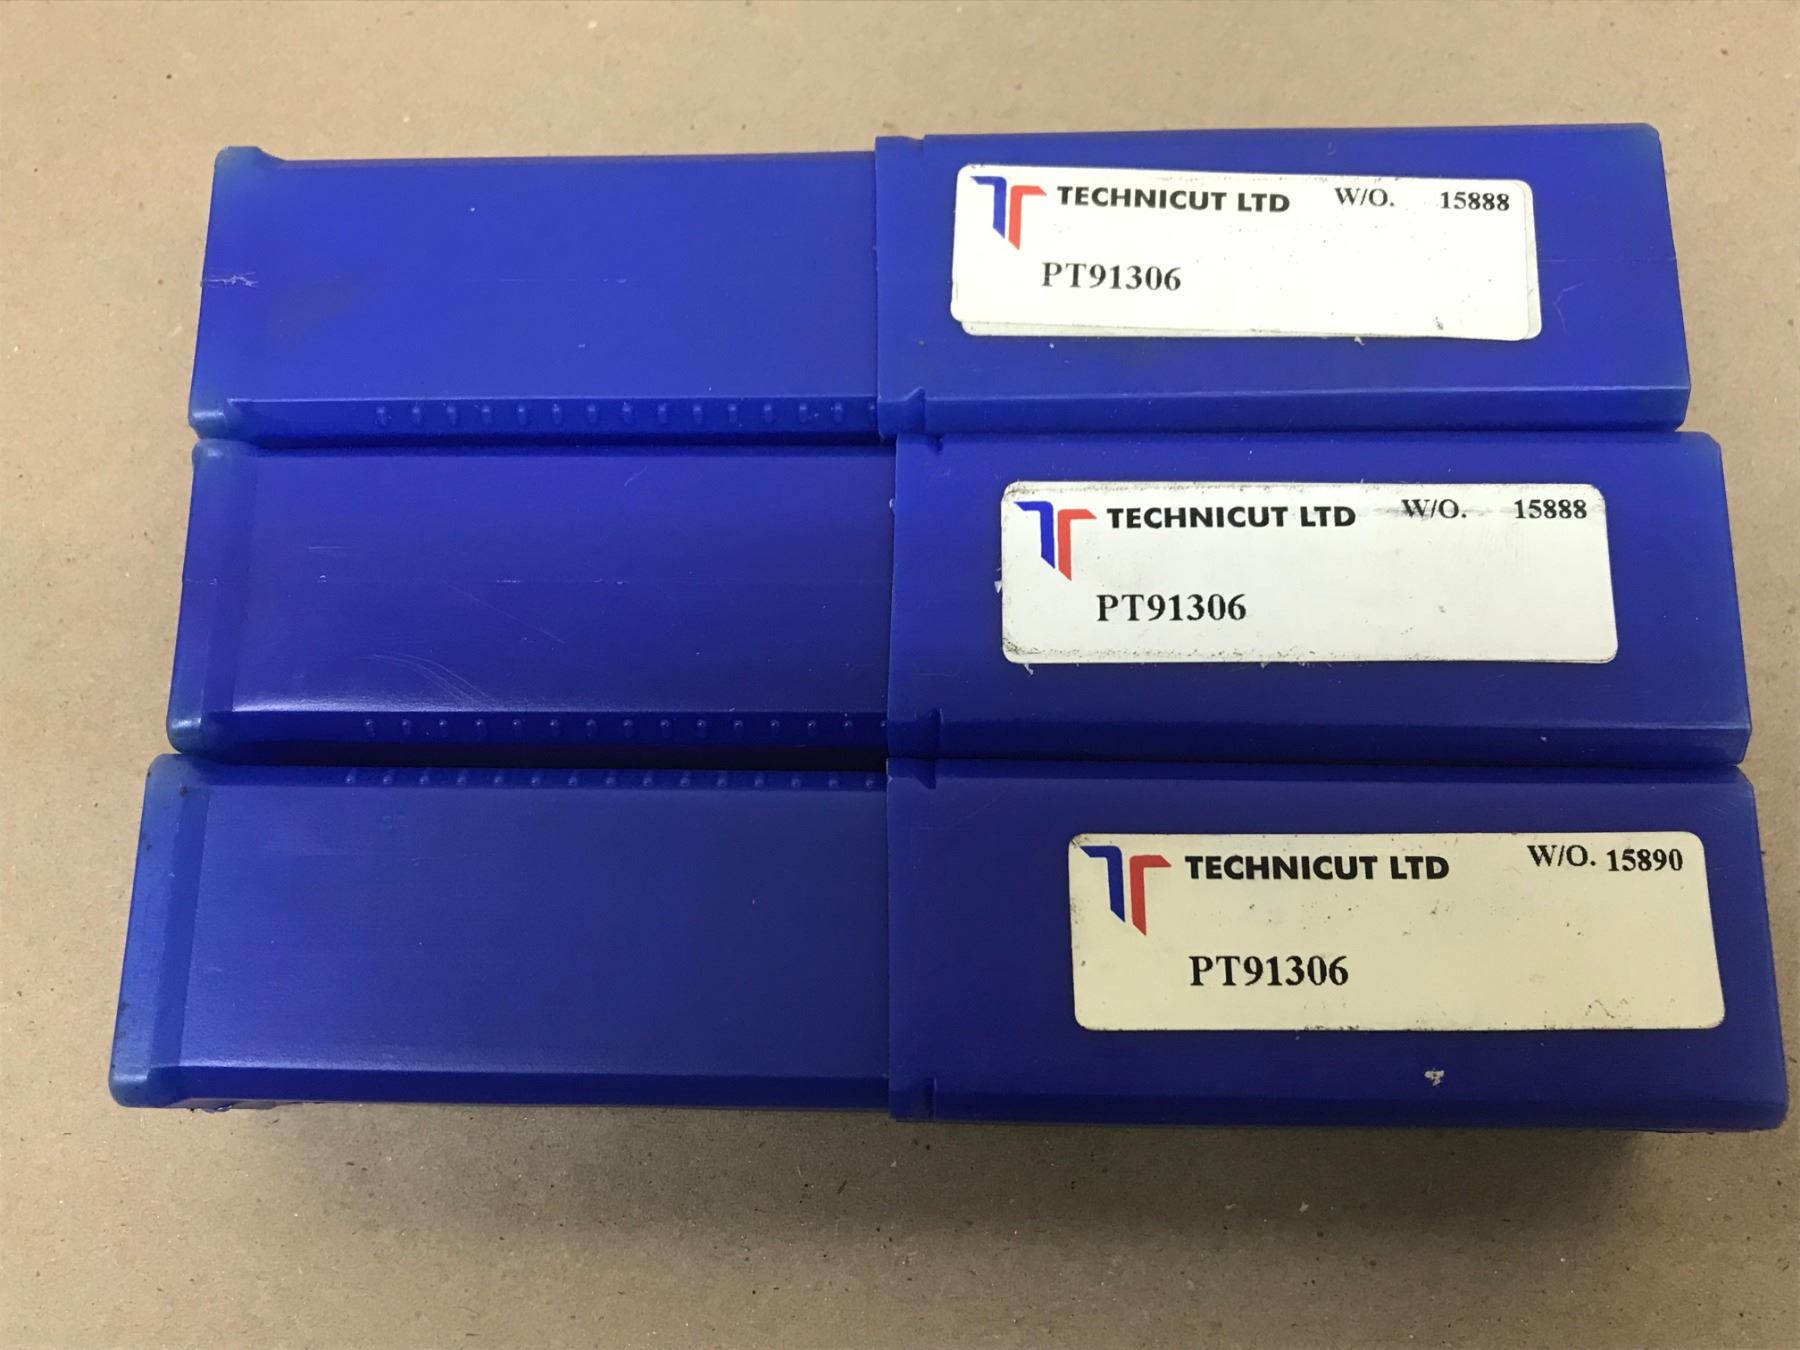 TECHNICUT LTD W/O. 15888
PT91306
TECHNICUT LTD W/O. 15888
PT91306
TECHNICUT LTD W/O. 15890
PT91306